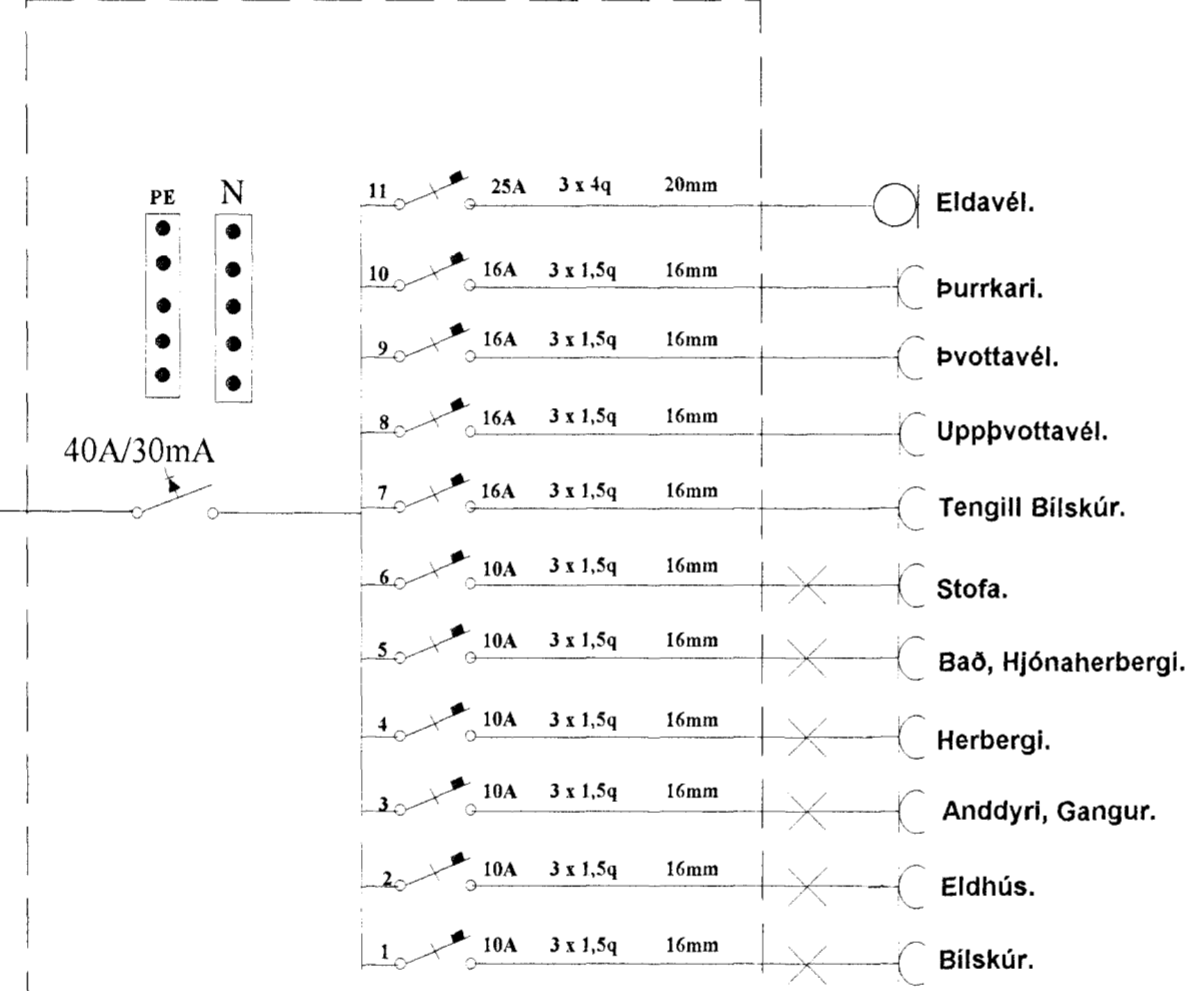 PE N
11 25A 3 x 4q 20mm Eldavél.
10 16A 3 x 1,5q 16mm Þurrkari.
9 16A 3 x 1,5q 16mm Þvottavél.
8 16A 3 x 1,5q 16mm Uppþvottavél.
40A/30mA
7 16A 3 x 1,5q 16mm Tengill Bílskúr.
6 10A 3 x 1,5q 16mm Stofa.
5 10A 3 x 1,5q 16mm Bað, Hjónaherbergi.
4 10A 3 x 1,5q 16mm Herbergi.
3 10A 3 x 1,5q 16mm Anddyri, Gangur.
2 10A 3 x 1,5q 16mm Eldhús.
1 10A 3 x 1,5q 16mm Bílskúr.